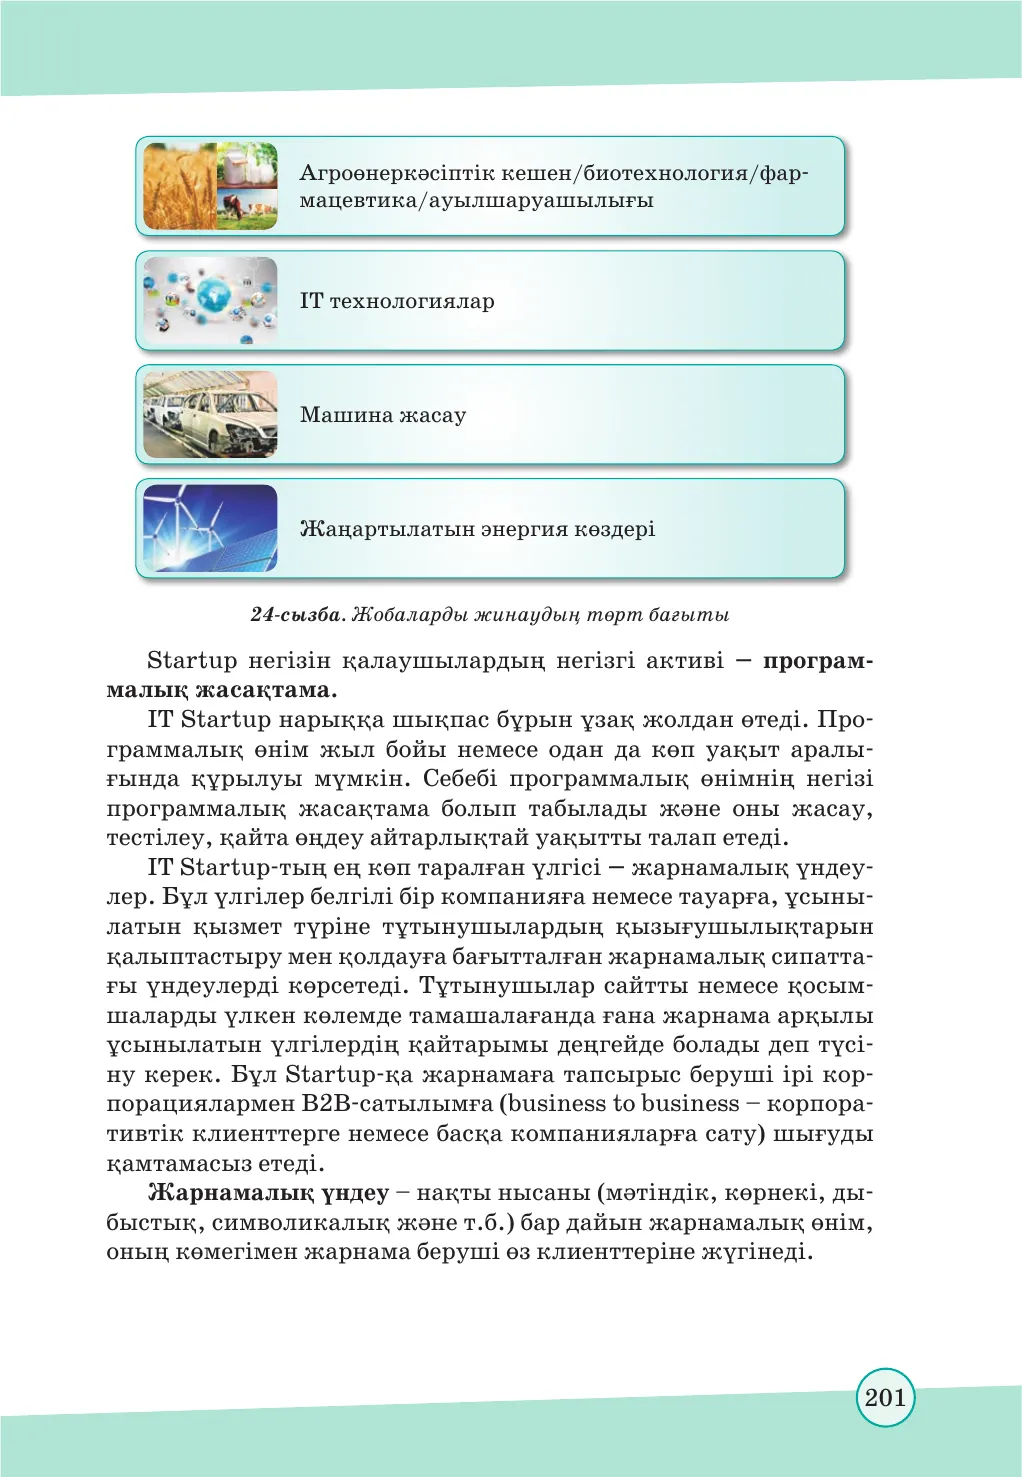 Агроөнеркәсіптік кешен/биотехнология/фар-
мацевтика/ауылшаруашылығы
IT технологиялар
Машина жасау
Жаңартылатын энергия көздері
24-сызба. Жобаларды жинаудың төрт бағыты
Startup негізін қалаушылардың негізгі активі – програм-
малық жасақтама.
IT Startup нарыққа шықпас бұрын ұзақ жолдан өтеді. Про-
граммалық өнім жыл бойы немесе одан да көп уақыт аралы-
ғында құрылуы мүмкін. Себебі программалық өнімнің негізі
программалық жасақтама болып табылады және оны жасау,
тестілеу, қайта өңдеу айтарлықтай уақытты талап етеді.
IT Startup-тың ең көп таралған үлгісі – жарнамалық үндеу-
лер. Бұл үлгілер белгілі бір компанияға немесе тауарға, ұсыны-
латын қызмет түріне тұтынушылардың қызығушылықтарын
қалыптастыру мен қолдауға бағытталған жарнамалық сипатта-
ғы үндеулерді көрсетеді. Тұтынушылар сайтты немесе қосым-
шаларды үлкен көлемде тамашалағанда ғана жарнама арқылы
ұсынылатын үлгілердің қайтарымы деңгейде болады деп түсі-
ну керек. Бұл Startup-қа жарнамаға тапсырыс беруші ірі кор-
порациялармен B2B-сатылымға (business to business – корпора-
тивтік клиенттерге немесе басқа компанияларға сату) шығуды
қамтамасыз етеді.
Жарнамалық үндеу – нақты нысаны (мәтіндік, көрнекі, ды-
быстық, символикалық және т.б.) бар дайын жарнамалық өнім,
оның көмегімен жарнама беруші өз клиенттеріне жүгінеді.
201